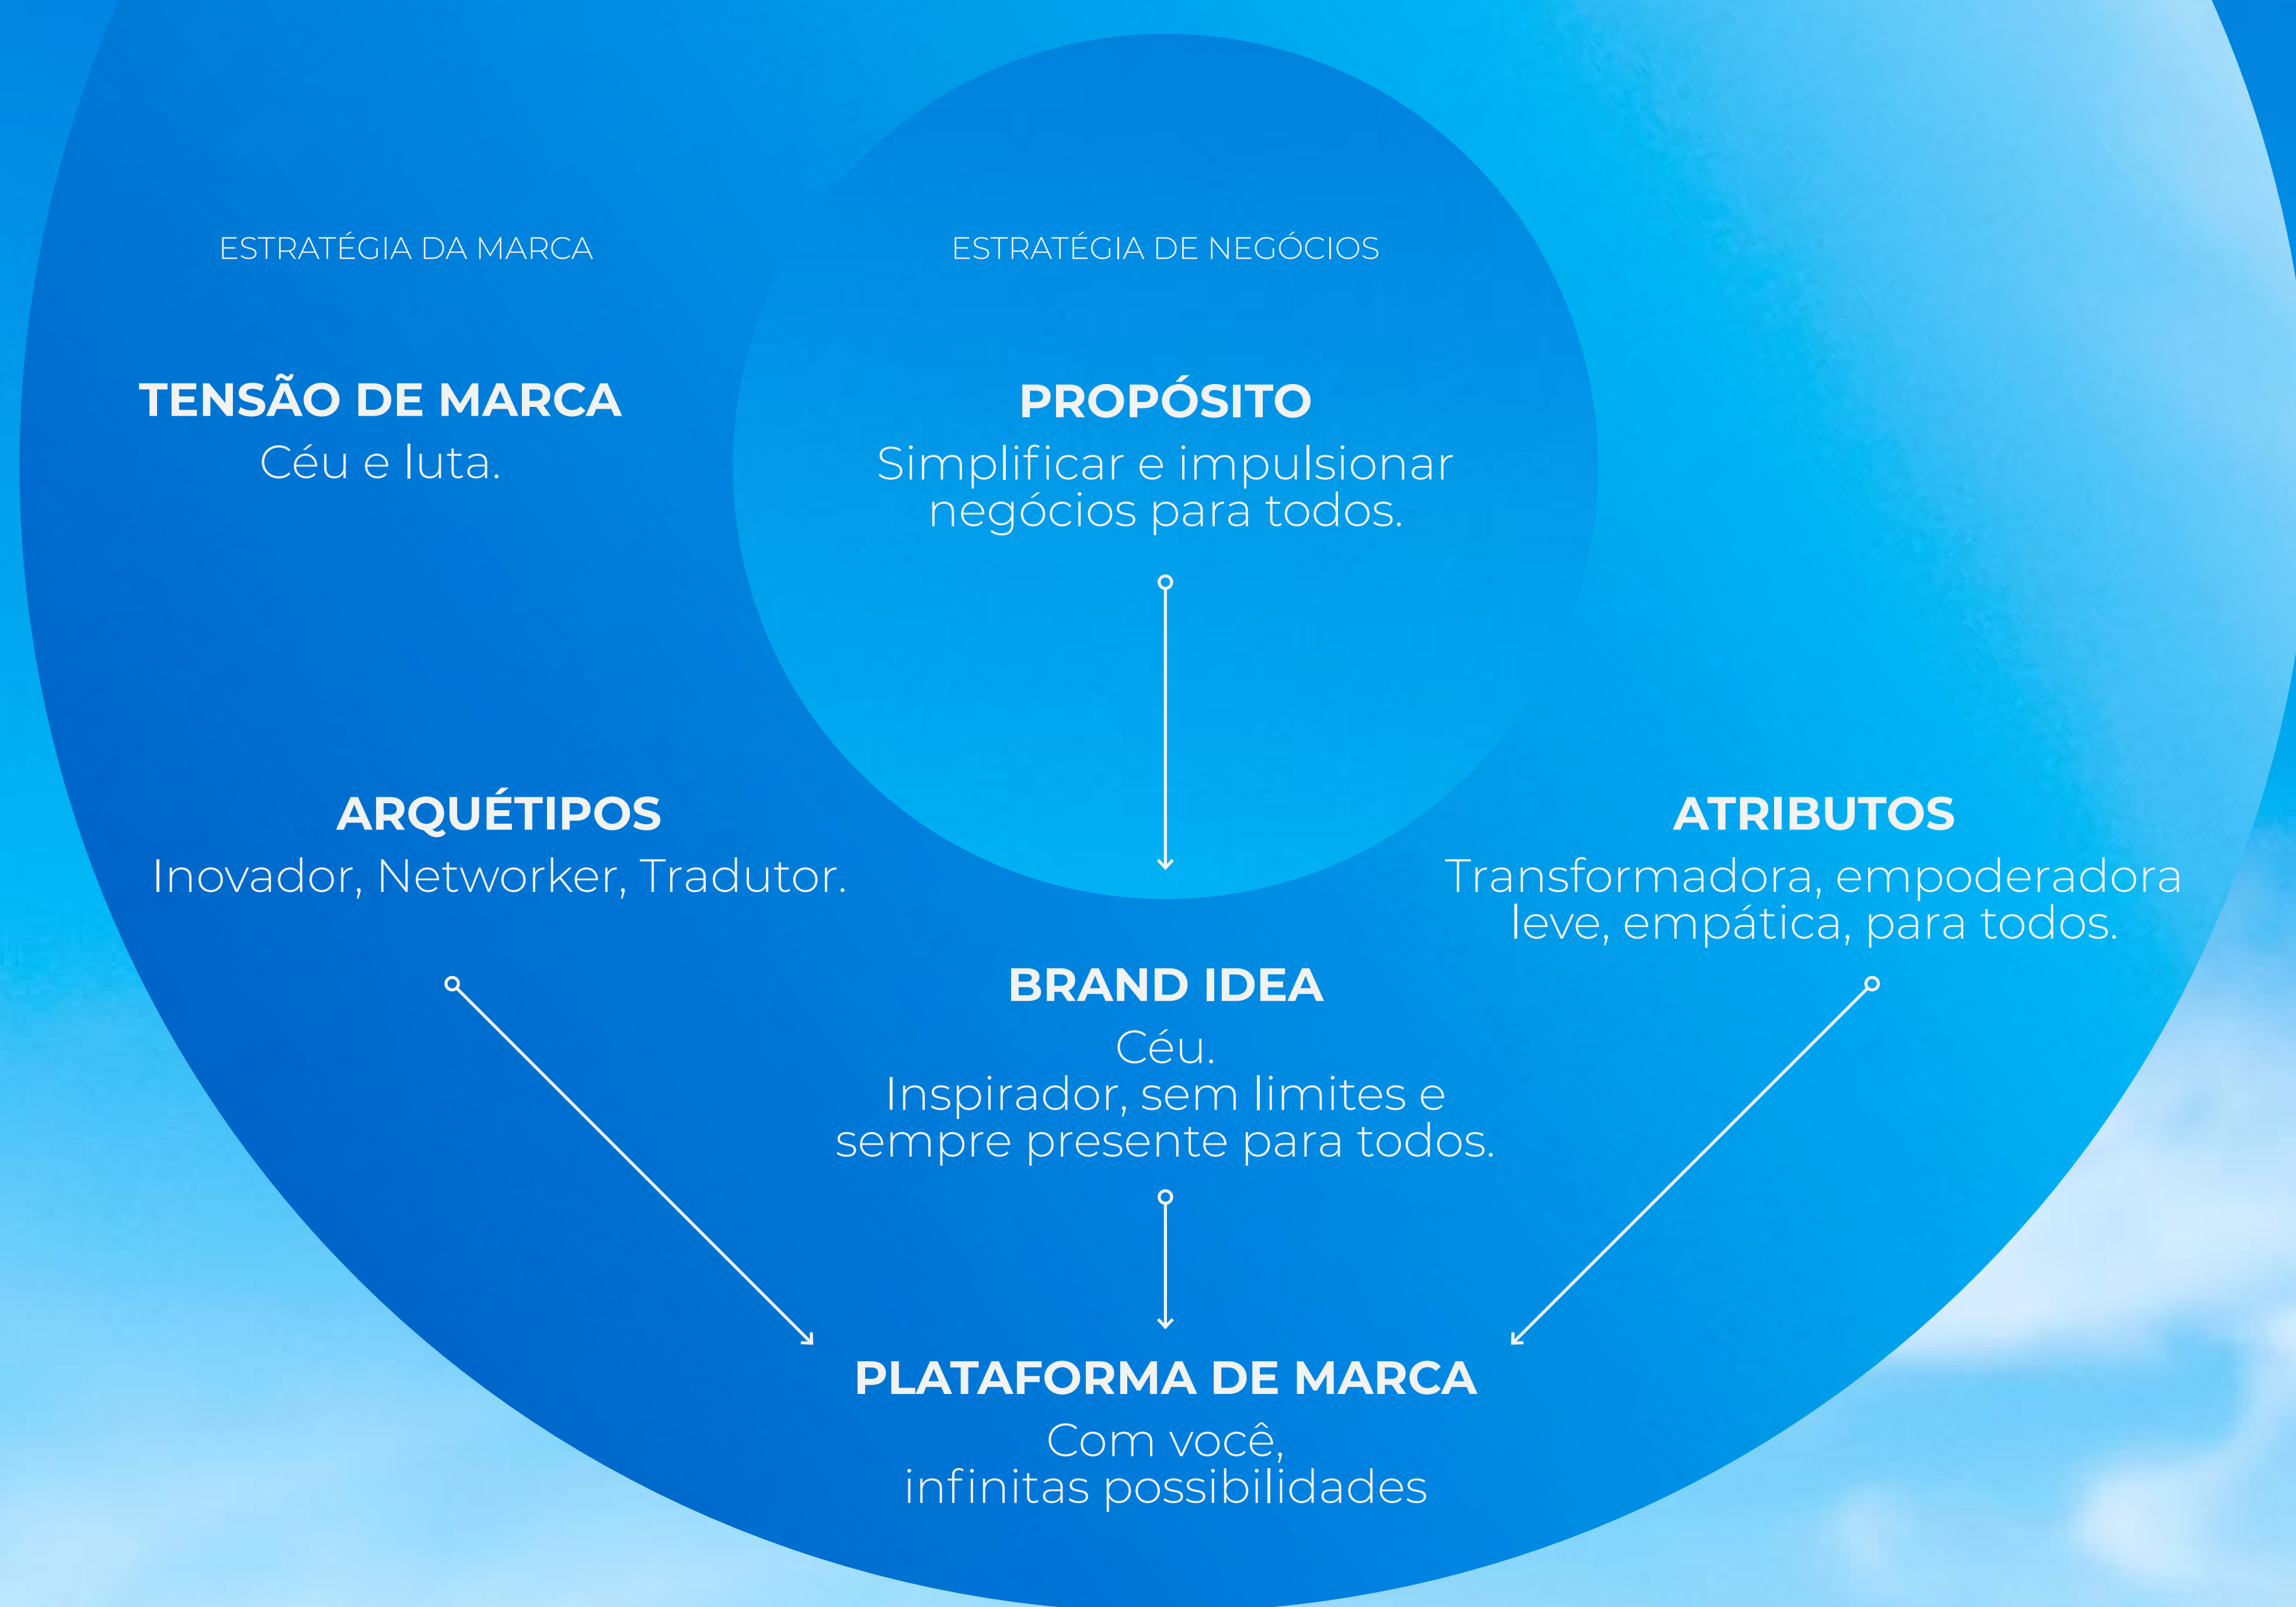 ESTRATÉGIA DA MARCA
ESTRATÉGIA DE NEGÓCIOS
TENSÃO DE MARCA
Céu e luta.
PROPÓSITO
Simplificar e impulsionar
negócios para todos.
ARQUÉTIPOS
Inovador, Networker, Tradutor.
ATRIBUTOS
Transformadora, empoderadora
leve, empática, para todos.
BRAND IDEA
Céu.
Inspirador, sem limites e
sempre presente para todos.
PLATAFORMA DE MARCA
Com você,
infinitas possibilidades